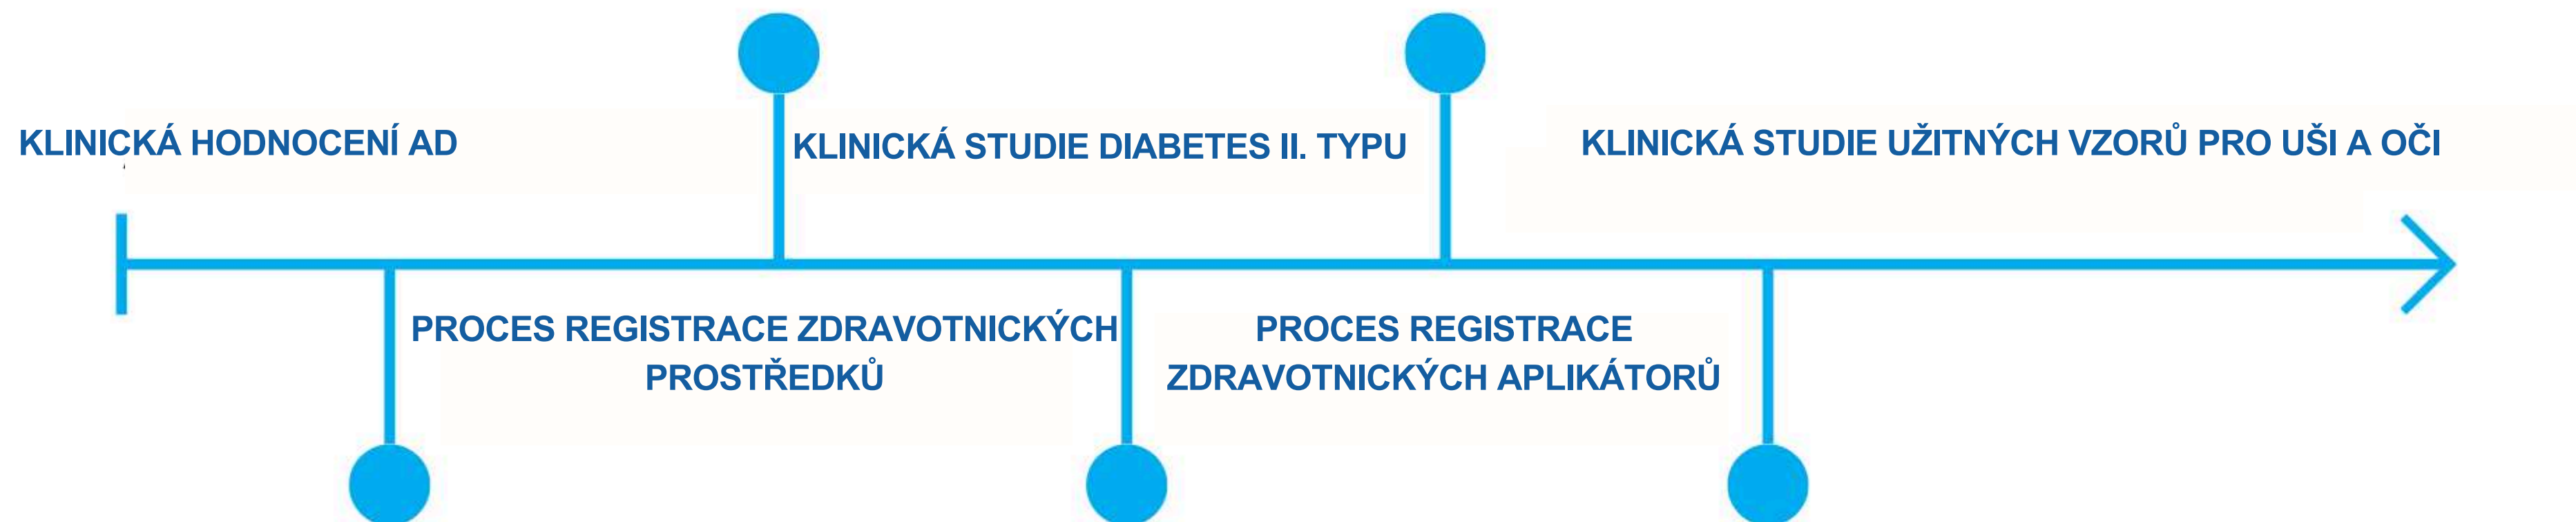 KLINICKÁ HODNOCENÍ AD
KLINICKÁ STUDIE DIABETES II. TYPU
KLINICKÁ STUDIE UŽITNÝCH VZORŮ PRO UŠI A OČI
PROCES REGISTRACE ZDRAVOTNICKÝCH
PROSTŘEDKŮ
PROCES REGISTRACE
ZDRAVOTNICKÝCH APLIKÁTORŮ